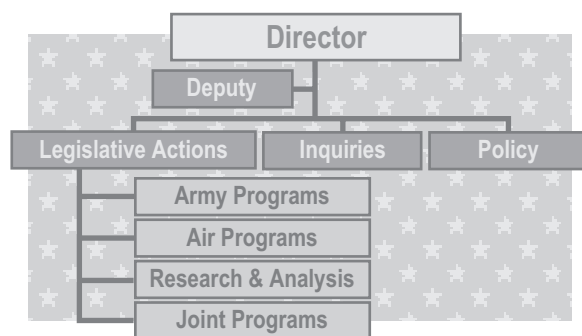 Director
Deputy
Legislative Actions
Inquiries
Policy
Army Programs
Air Programs
Research & Analysis
Joint Programs